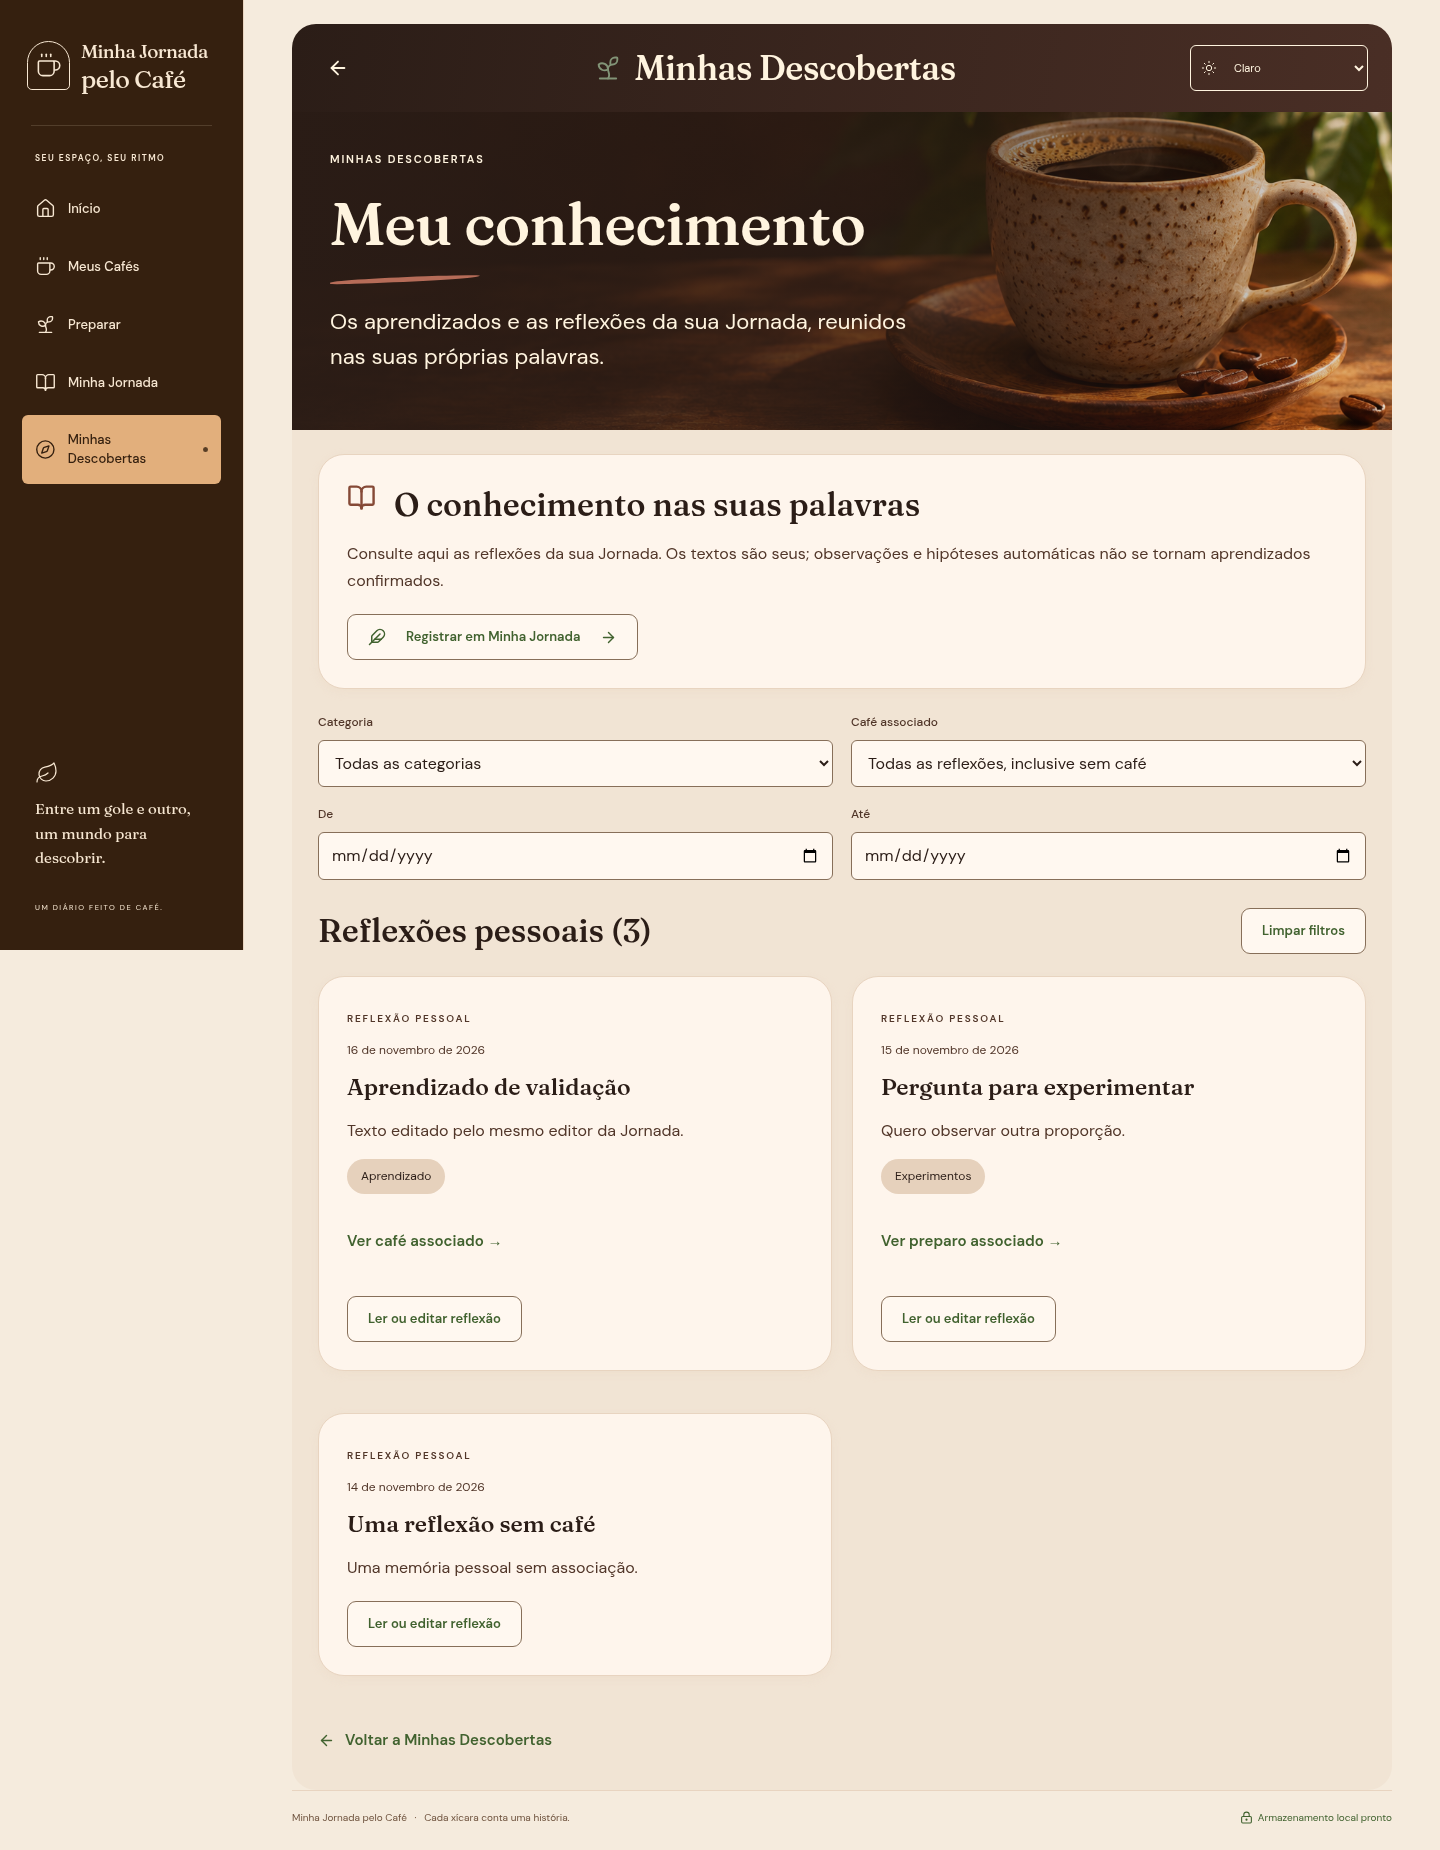 Minha Jornada
pelo Café
SEU ESPAÇO, SEU RITMO
Início
Meus Cafés
Preparar
Minha Jornada
Minhas
Descobertas
Entre um gole e outro,
um mundo para
descobrir.
UM DIÁRIO FEITO DE CAFÉ.
Minhas Descobertas
Claro
MINHAS DESCOBERTAS
Meu conhecimento
Os aprendizados e as reflexões da sua Jornada, reunidos
nas suas próprias palavras.
O conhecimento nas suas palavras
Consulte aqui as reflexões da sua Jornada. Os textos são seus; observações e hipóteses automáticas não se tornam aprendizados
confirmados.
Registrar em Minha Jornada →
Categoria
Todas as categorias
Café associado
Todas as reflexões, inclusive sem café
De
mm/dd/yyyy
Até
mm/dd/yyyy
Reflexões pessoais (3)
Limpar filtros
REFLEXÃO PESSOAL
16 de novembro de 2026
Aprendizado de validação
Texto editado pelo mesmo editor da Jornada.
Aprendizado
Ver café associado →
Ler ou editar reflexão
REFLEXÃO PESSOAL
15 de novembro de 2026
Pergunta para experimentar
Quero observar outra proporção.
Experimentos
Ver preparo associado →
Ler ou editar reflexão
REFLEXÃO PESSOAL
14 de novembro de 2026
Uma reflexão sem café
Uma memória pessoal sem associação.
Ler ou editar reflexão
← Voltar a Minhas Descobertas
Minha Jornada pelo Café · Cada xícara conta uma história.
Armazenamento local pronto